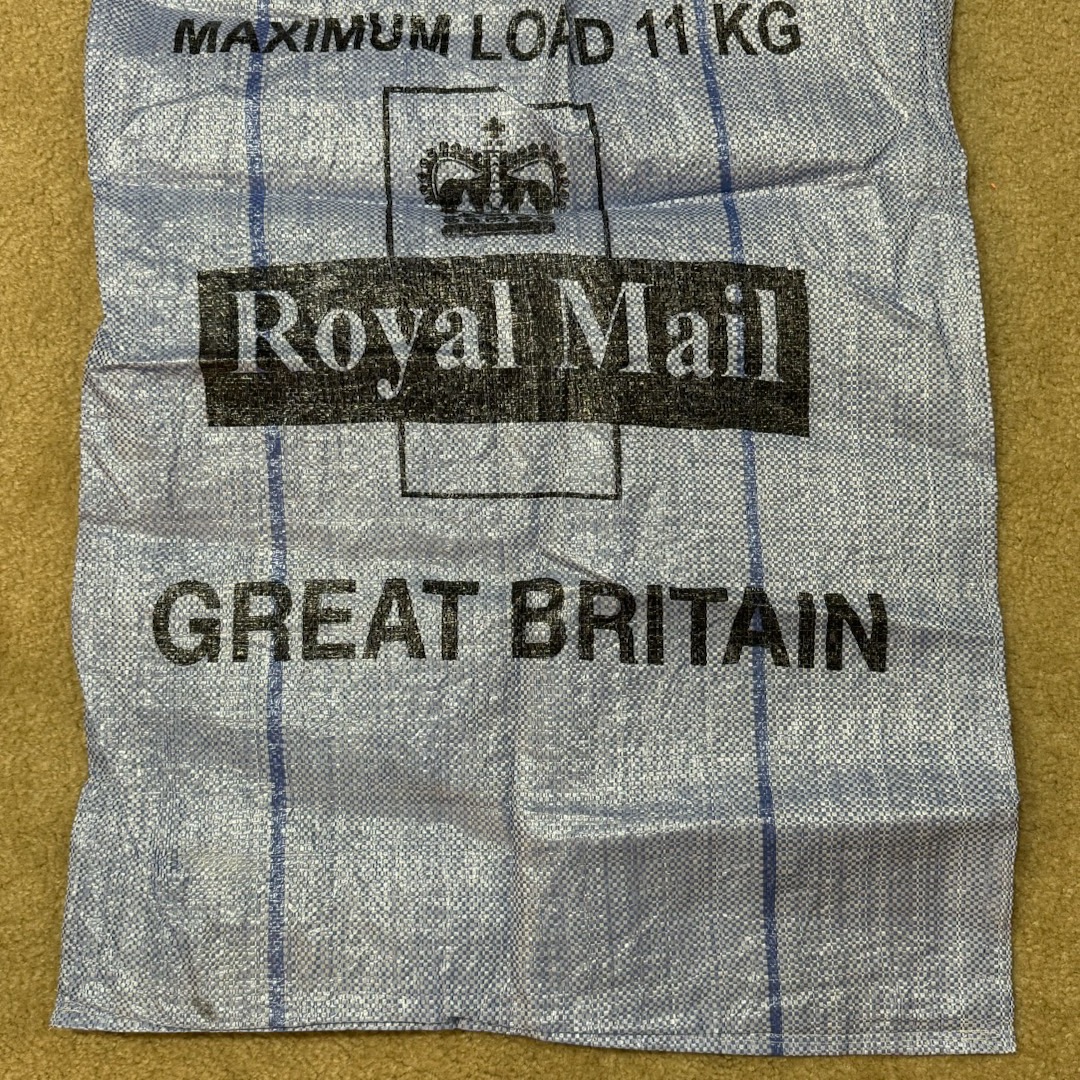 MAXIMUM LOAD 11 KG
Royal Mail
GREAT BRITAIN